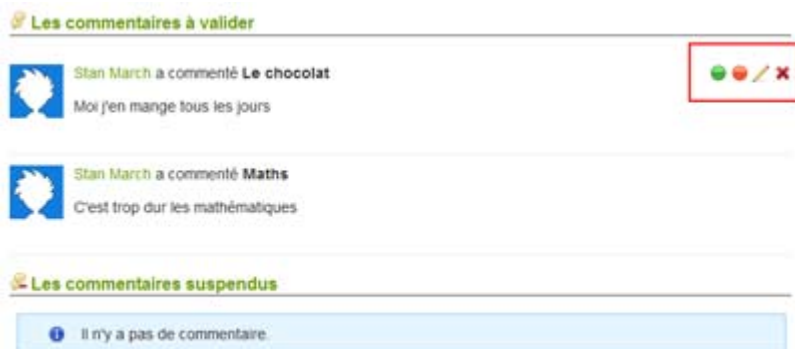 Les commentaires à valider
Stan March a commenté Le chocolat
Moi j'en mange tous les jours
Stan March a commenté Maths
C'est trop dur les mathématiques
Les commentaires suspendus
Il n'y a pas de commentaire.